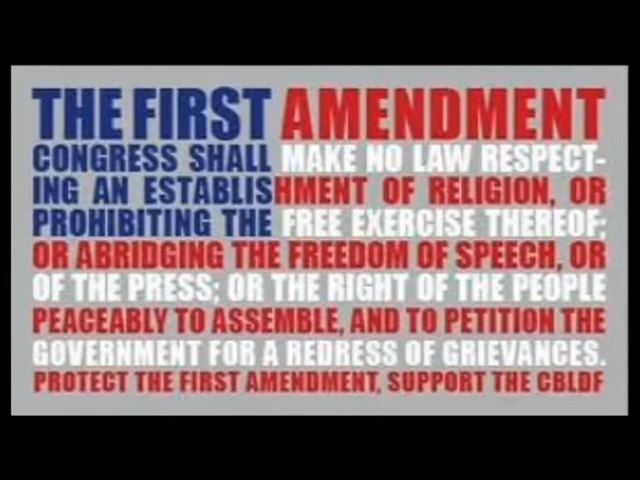 THE FIRST AMENDMENT
CONGRESS SHALL MAKE NO LAW RESPECT-
ING AN ESTABLISHMENT OF RELIGION, OR
PROHIBITING THE FREE EXERCISE THEREOF;
OR ABRIDGING THE FREEDOM OF SPEECH, OR
OF THE PRESS; OR THE RIGHT OF THE PEOPLE
PEACEABLY TO ASSEMBLE, AND TO PETITION THE
GOVERNMENT FOR A REDRESS OF GRIEVANCES.
PROTECT THE FIRST AMENDMENT, SUPPORT THE CBLDF